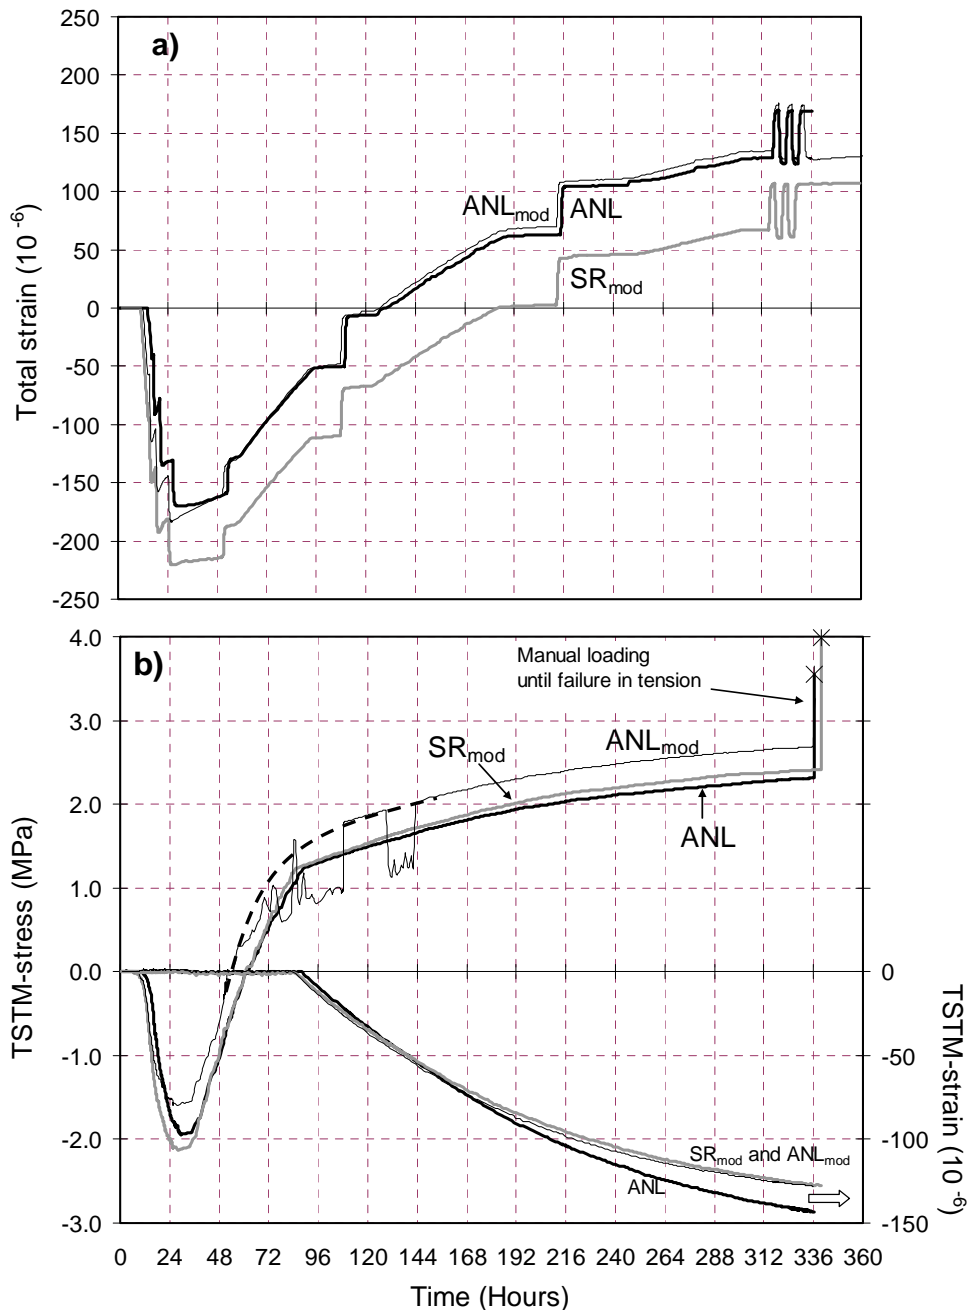 a)
Total strain (10 -6)
250
200
150
100
50
0
-50
-100
-150
-200
-250
ANLmod
ANL
SRmod
b)
TSTM-stress (MPa)
4.0
3.0
2.0
1.0
0.0
-1.0
-2.0
-3.0
Manual loading
until failure in tension
SRmod
ANLmod
ANL
SRmod and ANLmod
ANL
0
-50
-100
-150
TSTM-strain (10 -6)
0 24 48 72 96 120 144 168 192 216 240 264 288 312 336 360
Time (Hours)